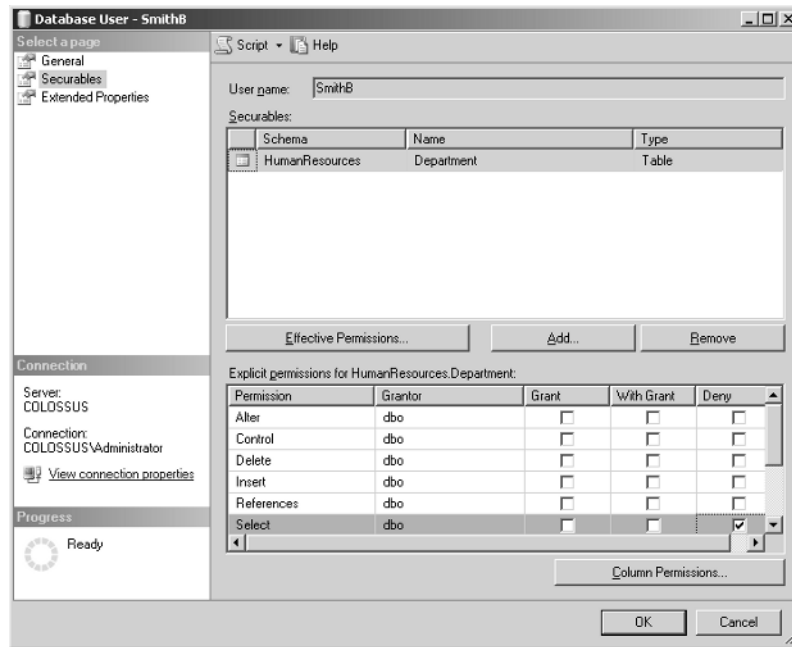 Database User - SmithB
Select a page
General
Securables
Extended Properties
Script
Help
User name: SmithB
Securables:
Schema Name Type
HumanResources Department Table
Effective Permissions... Add... Remove
Explicit permissions for HumanResources.Department:
Permission Grantor Grant With Grant Deny
Alter dbo
Control dbo
Delete dbo
Insert dbo
References dbo
Select dbo
Column Permissions...
Connection
Server:
COLOSSUS
Connection:
COLOSSUS\Administrator
View connection properties
Progress
Ready
OK Cancel